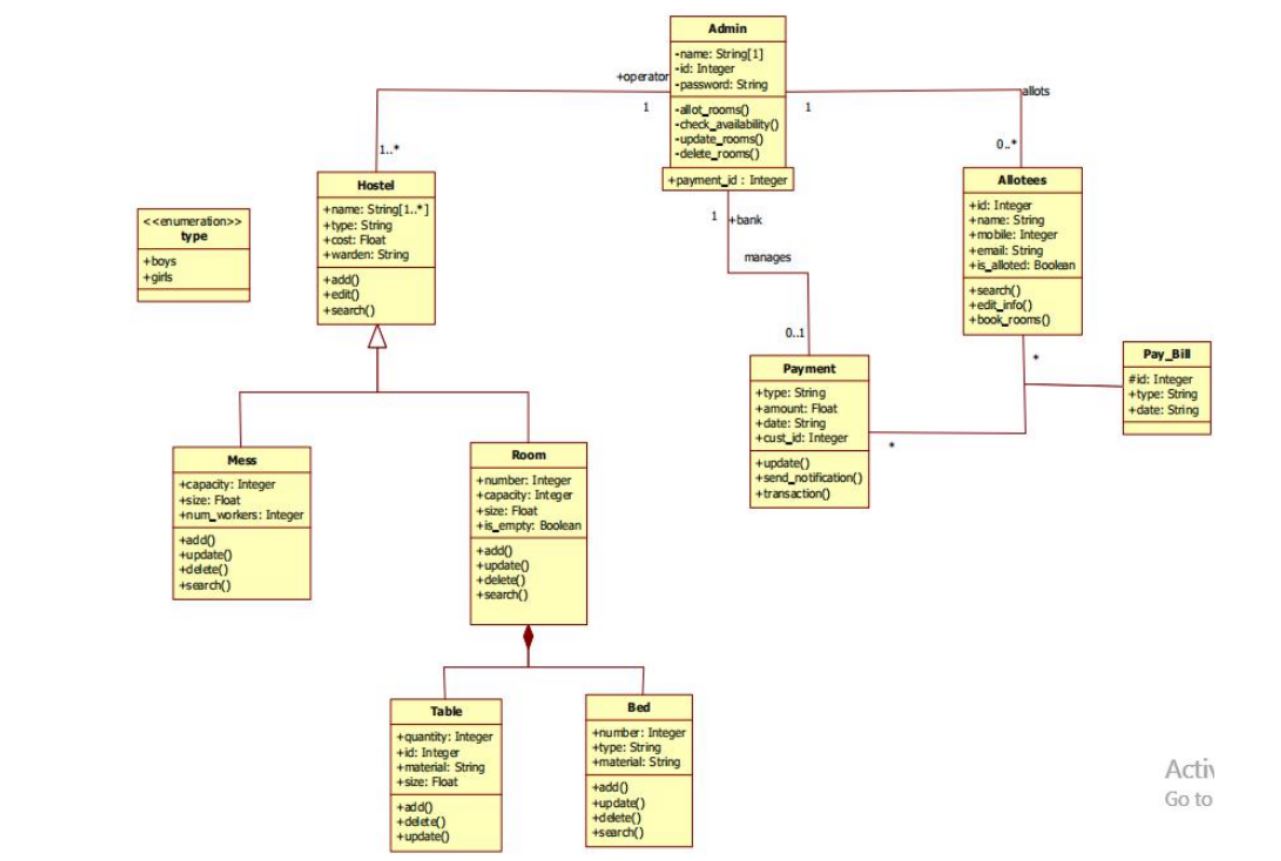 Admin
-name: String[1]
-id: Integer
-password: String
-allot_rooms()
-check_availability()
-update_rooms()
-delete_rooms()
+payment_id : Integer
+operator
1
1..*
1
allots
0..*
1
+bank
manages
0..1
<<enumeration>>
type
+boys
+girls
Hostel
+name: String[1..*]
+type: String
+cost: Float
+warden: String
+add()
+edit()
+search()
Allotees
+id: Integer
+name: String
+mobile: Integer
+email: String
+is_alloted: Boolean
+search()
+edit_info()
+book_rooms()
*
*
Pay_Bill
#id: Integer
+type: String
+date: String
Payment
+type: String
+amount: Float
+date: String
+cust_id: Integer
+update()
+send_notification()
+transaction()
Mess
+capacity: Integer
+size: Float
+num_workers: Integer
+add()
+update()
+delete()
+search()
Room
+number: Integer
+capacity: Integer
+size: Float
+is_empty: Boolean
+add()
+update()
+delete()
+search()
Table
+quantity: Integer
+id: Integer
+material: String
+size: Float
+add()
+delete()
+update()
Bed
+number: Integer
+type: String
+material: String
+add()
+update()
+delete()
+search()
Go to